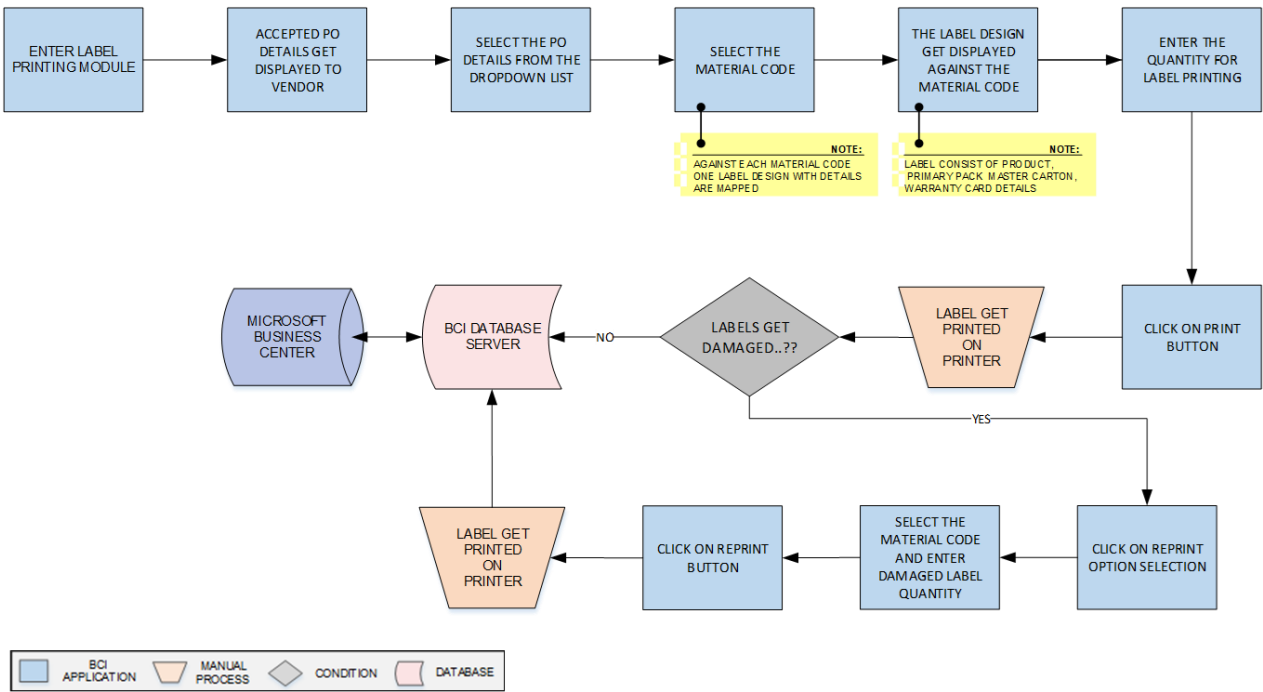 ENTER LABEL
PRINTING MODULE
ACCEPTED PO
DETAILS GET
DISPLAYED TO
VENDOR
SELECT THE PO
DETAILS FROM THE
DROPDOWN LIST
SELECT THE
MATERIAL CODE
THE LABEL DESIGN
GET DISPLAYED
AGAINST THE
MATERIAL CODE
ENTER THE
QUANTITY FOR
LABEL PRINTING
NOTE:
AGAINST EACH MATERIAL CODE
ONE LABEL DESIGN WITH DETAILS
ARE MAPPED
NOTE:
LABEL CONSIST OF PRODUCT,
PRIMARY PACK MASTER CARTON,
WARRANTY CARD DETAILS
MICROSOFT
BUSINESS
CENTER
BCI DATABASE
SERVER
NO
LABELS GET
DAMAGED..??
LABEL GET
PRINTED
ON
PRINTER
CLICK ON PRINT
BUTTON
YES
LABEL GET
PRINTED
ON
PRINTER
CLICK ON REPRINT
BUTTON
SELECT THE
MATERIAL CODE
AND ENTER
DAMAGED LABEL
QUANTITY
CLICK ON REPRINT
OPTION SELECTION
BCI
APPLICATION
MANUAL
PROCESS
CONDITION
DATABASE